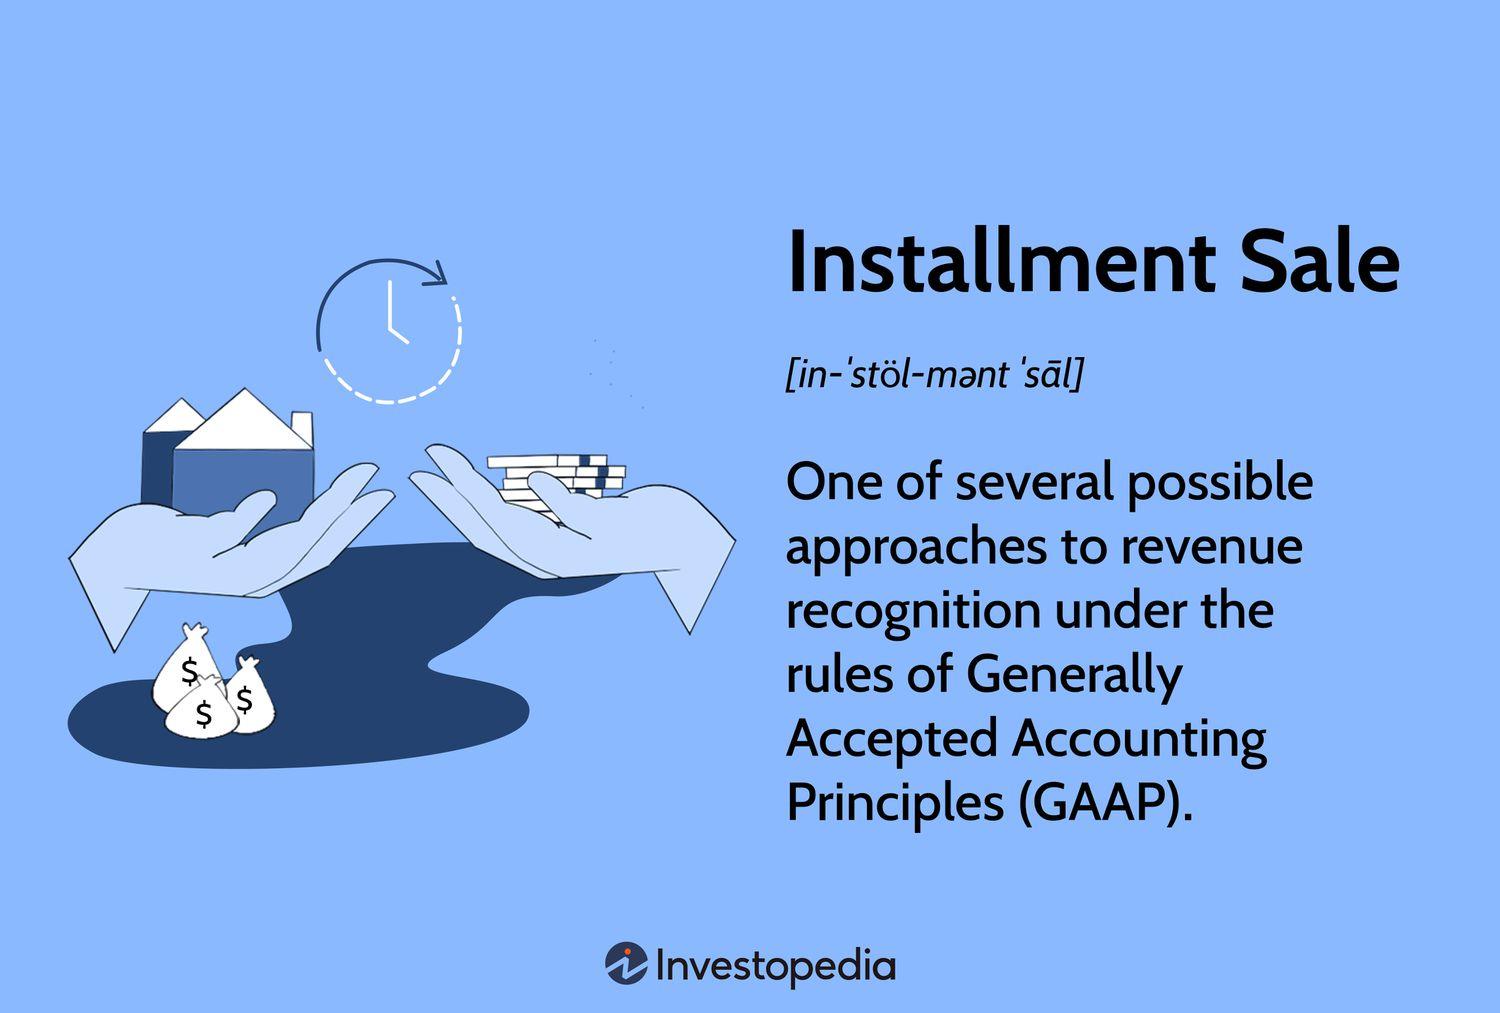 Installment Sale
[in-ˈstöl-mənt ˈsāl]
One of several possible
approaches to revenue
recognition under the
rules of Generally
Accepted Accounting
Principles (GAAP).
$
$
$
Investopedia